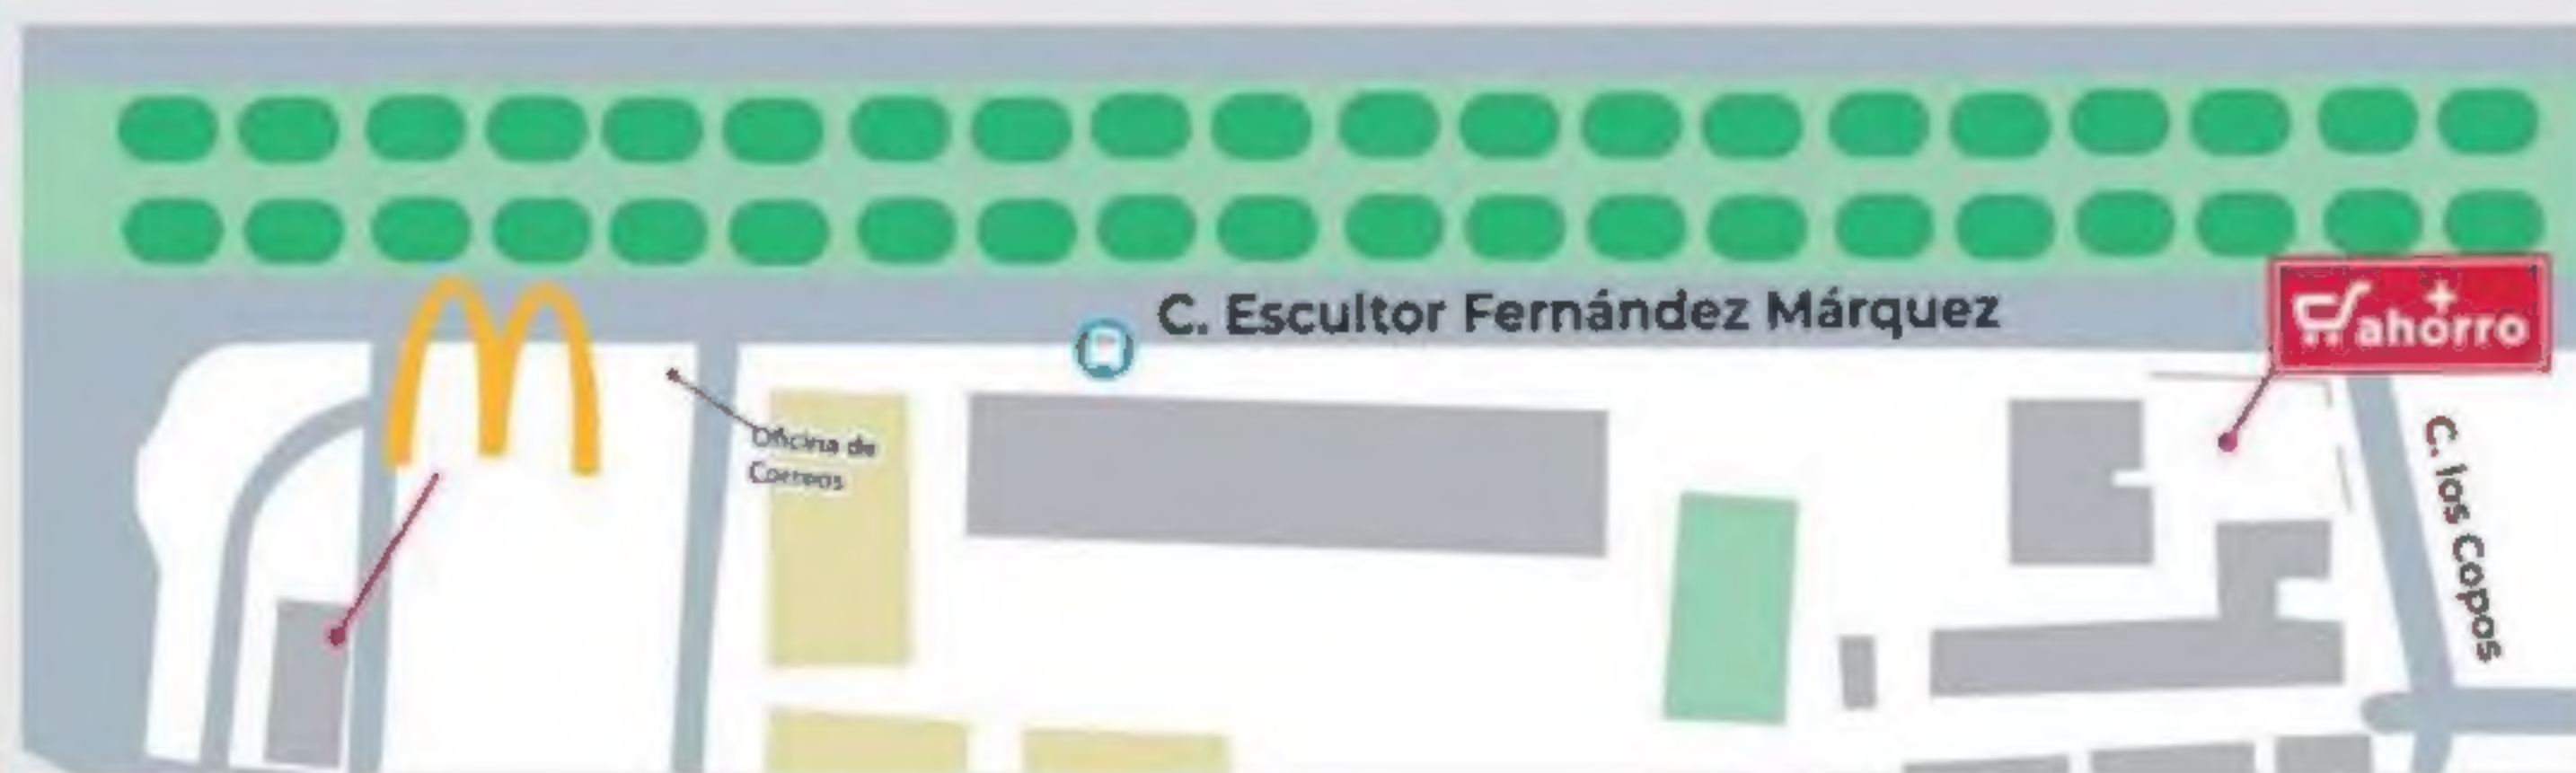 C. Escultor Fernández Márquez
ahorro
Oficina de
Correos
C. los Copos